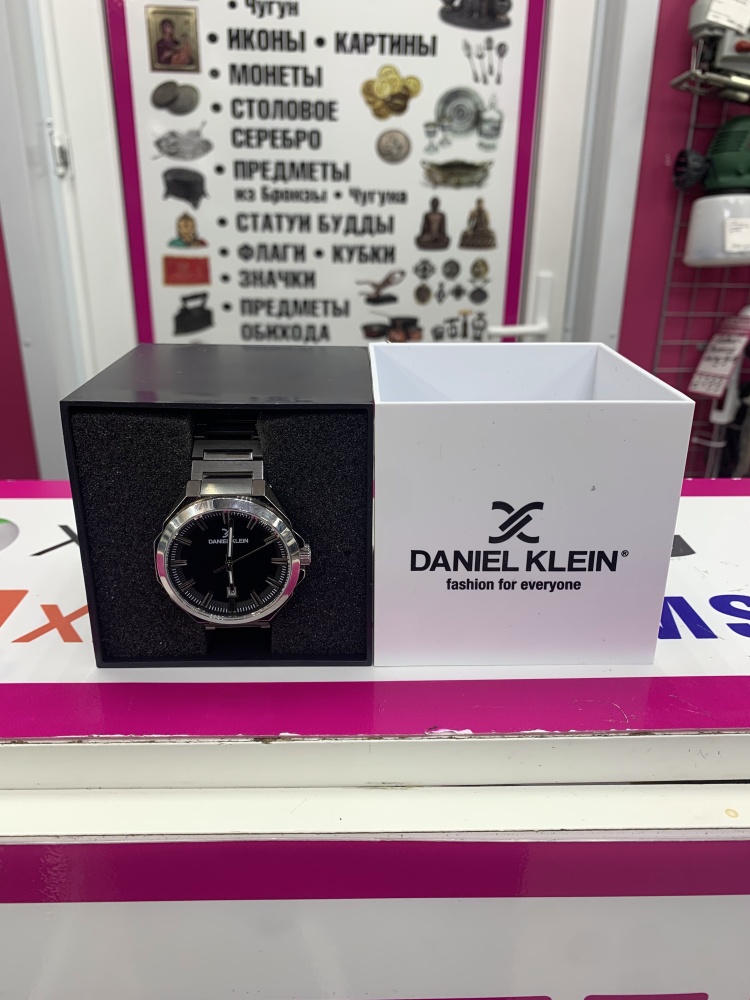 • Чугун
• ИКОНЫ • КАРТИНЫ
• МОНЕТЫ
• СТОЛОВОЕ
СЕРЕБРО
• ПРЕДМЕТЫ
из Бронзы • Чугуна
• СТАТУИ БУДДЫ
• ФЛАГИ • КУБКИ
• ЗНАЧКИ
• ПРЕДМЕТЫ
ОБИХОДА
DANIEL KLEIN
DANIEL KLEIN®
fashion for everyone